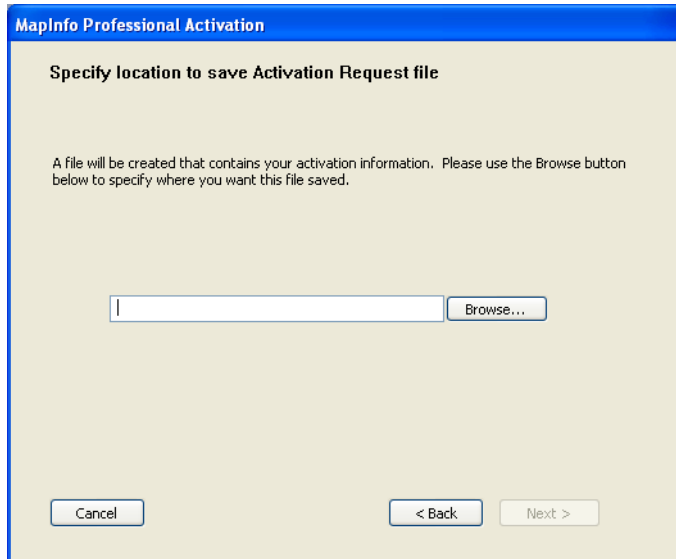 MapInfo Professional Activation
Specify location to save Activation Request file
A file will be created that contains your activation information.  Please use the Browse button
below to specify where you want this file saved.
Browse...
Cancel
< Back
Next >